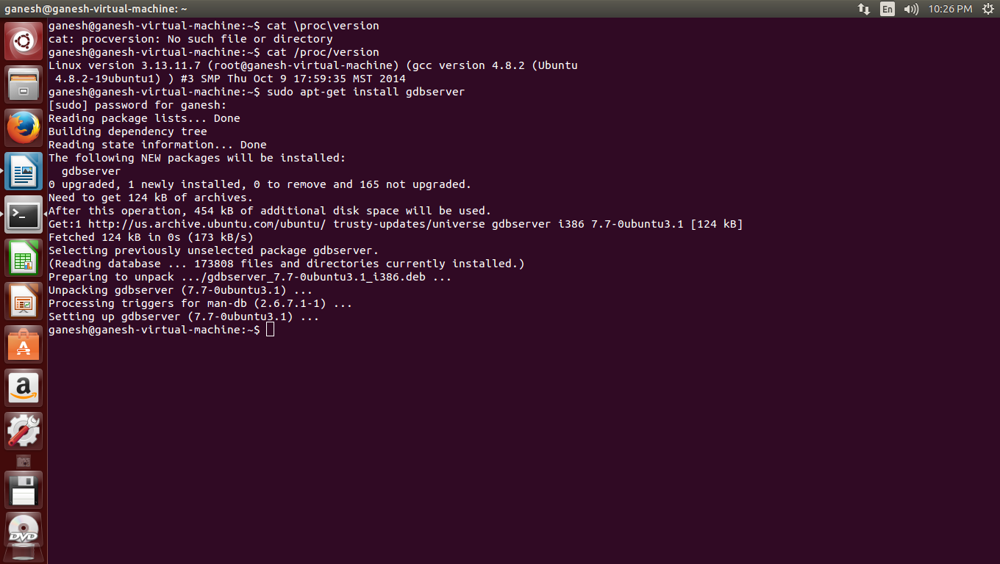 ganesh@ganesh-virtual-machine: ~
En
10:26 PM
ganesh@ganesh-virtual-machine:~$ cat \proc\version
cat: procversion: No such file or directory
ganesh@ganesh-virtual-machine:~$ cat /proc/version
Linux version 3.13.11.7 (root@ganesh-virtual-machine) (gcc version 4.8.2 (Ubuntu
 4.8.2-19ubuntu1) ) #3 SMP Thu Oct 9 17:59:35 MST 2014
ganesh@ganesh-virtual-machine:~$ sudo apt-get install gdbserver
[sudo] password for ganesh:
Reading package lists... Done
Building dependency tree
Reading state information... Done
The following NEW packages will be installed:
  gdbserver
0 upgraded, 1 newly installed, 0 to remove and 165 not upgraded.
Need to get 124 kB of archives.
After this operation, 454 kB of additional disk space will be used.
Get:1 http://us.archive.ubuntu.com/ubuntu/ trusty-updates/universe gdbserver i386 7.7-0ubuntu3.1 [124 kB]
Fetched 124 kB in 0s (173 kB/s)
Selecting previously unselected package gdbserver.
(Reading database ... 173808 files and directories currently installed.)
Preparing to unpack .../gdbserver_7.7-0ubuntu3.1_i386.deb ...
Unpacking gdbserver (7.7-0ubuntu3.1) ...
Processing triggers for man-db (2.6.7.1-1) ...
Setting up gdbserver (7.7-0ubuntu3.1) ...
ganesh@ganesh-virtual-machine:~$
>_
A
a
DVD